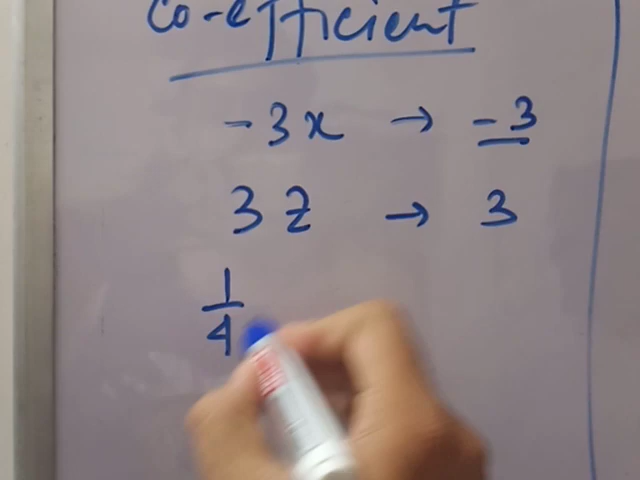 Co-efficient
-3x → -3
3z → 3
1/4